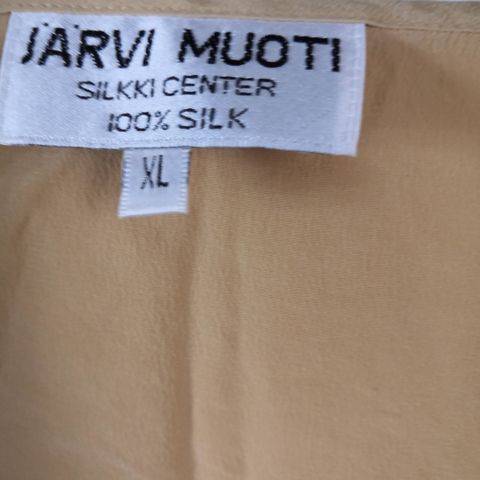 JÄRVI MUOTI
SILKKI CENTER
100% SILK
XL